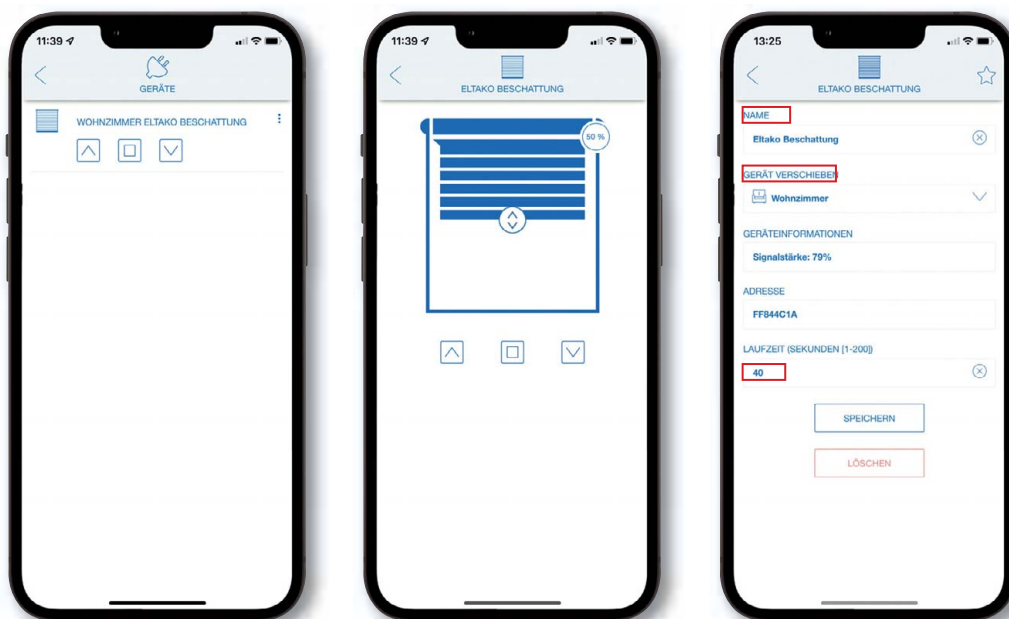 11:39
GERÄTE
WOHNZIMMER ELTAKO BESCHATTUNG
11:39
ELTAKO BESCHATTUNG
50 %
13:25
ELTAKO BESCHATTUNG
NAME
Eltako Beschattung
GERÄT VERSCHIEBEN
Wohnzimmer
GERÄTEINFORMATIONEN
Signalstärke: 79%
ADRESSE
FF844C1A
LAUFZEIT (SEKUNDEN [1-200])
40
SPEICHERN
LÖSCHEN